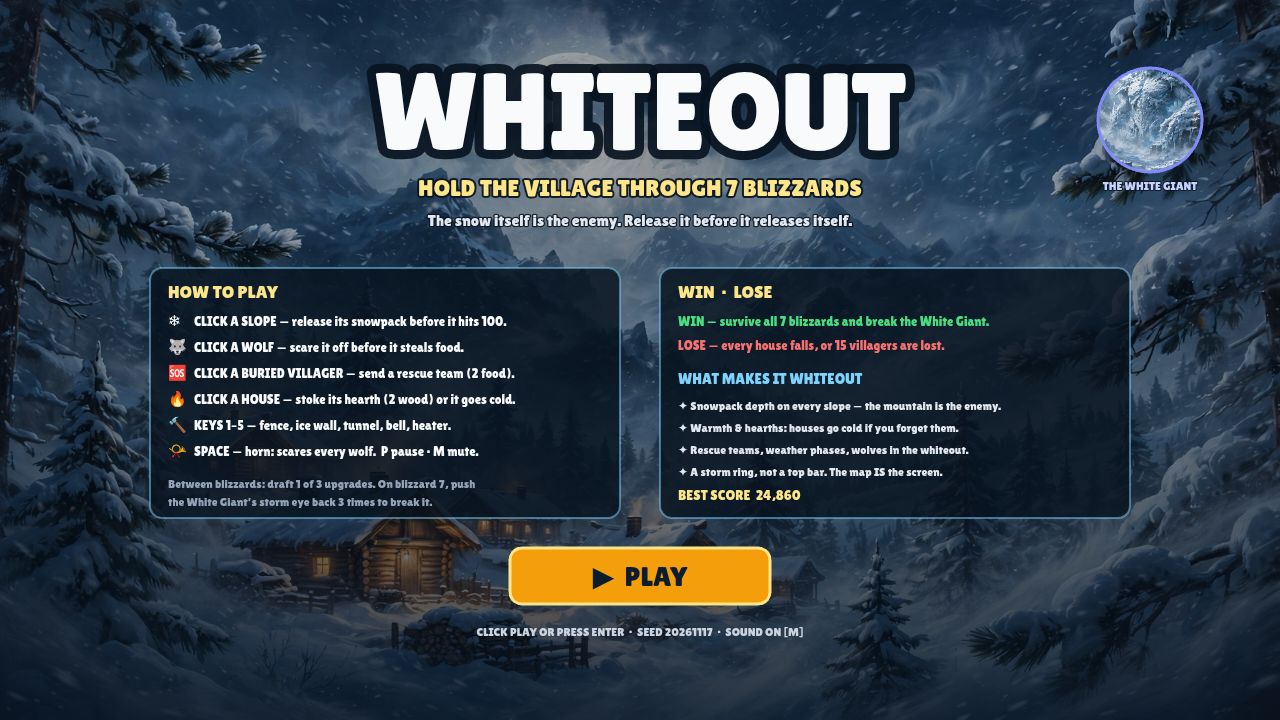 WHITEOUT
HOLD THE VILLAGE THROUGH 7 BLIZZARDS
The snow itself is the enemy. Release it before it releases itself.
THE WHITE GIANT
HOW TO PLAY
CLICK A SLOPE — release its snowpack before it hits 100.
CLICK A WOLF — scare it off before it steals food.
🆘 CLICK A BURIED VILLAGER — send a rescue team (2 food).
CLICK A HOUSE — stoke its hearth (2 wood) or it goes cold.
KEYS 1–5 — fence, ice wall, tunnel, bell, heater.
SPACE — horn: scares every wolf. P pause · M mute.
Between blizzards: draft 1 of 3 upgrades. On blizzard 7, push
the White Giant's storm eye back 3 times to break it.
WIN · LOSE
WIN — survive all 7 blizzards and break the White Giant.
LOSE — every house falls, or 15 villagers are lost.
WHAT MAKES IT WHITEOUT
✦ Snowpack depth on every slope — the mountain is the enemy.
✦ Warmth & hearths: houses go cold if you forget them.
✦ Rescue teams, weather phases, wolves in the whiteout.
✦ A storm ring, not a top bar. The map IS the screen.
BEST SCORE 24,860
▶ PLAY
CLICK PLAY OR PRESS ENTER · SEED 20261117 · SOUND ON [M]